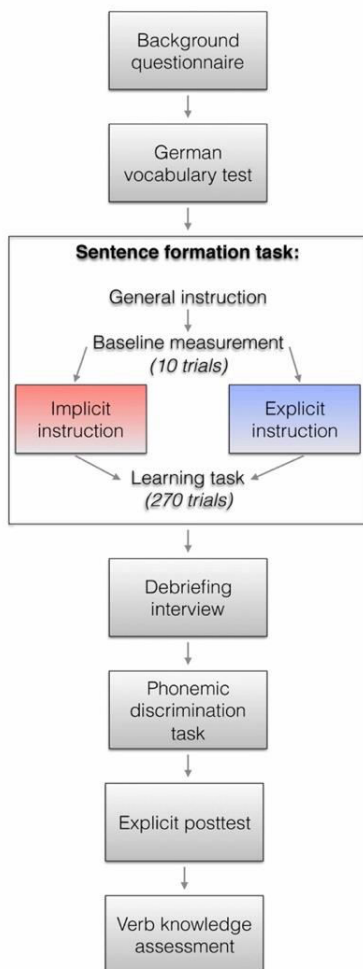 Background
questionnaire
German
vocabulary test
Sentence formation task:
General instruction
Baseline measurement
(10 trials)
Implicit
instruction
Explicit
instruction
Learning task
(270 trials)
Debriefing
interview
Phonemic
discrimination
task
Explicit posttest
Verb knowledge
assessment